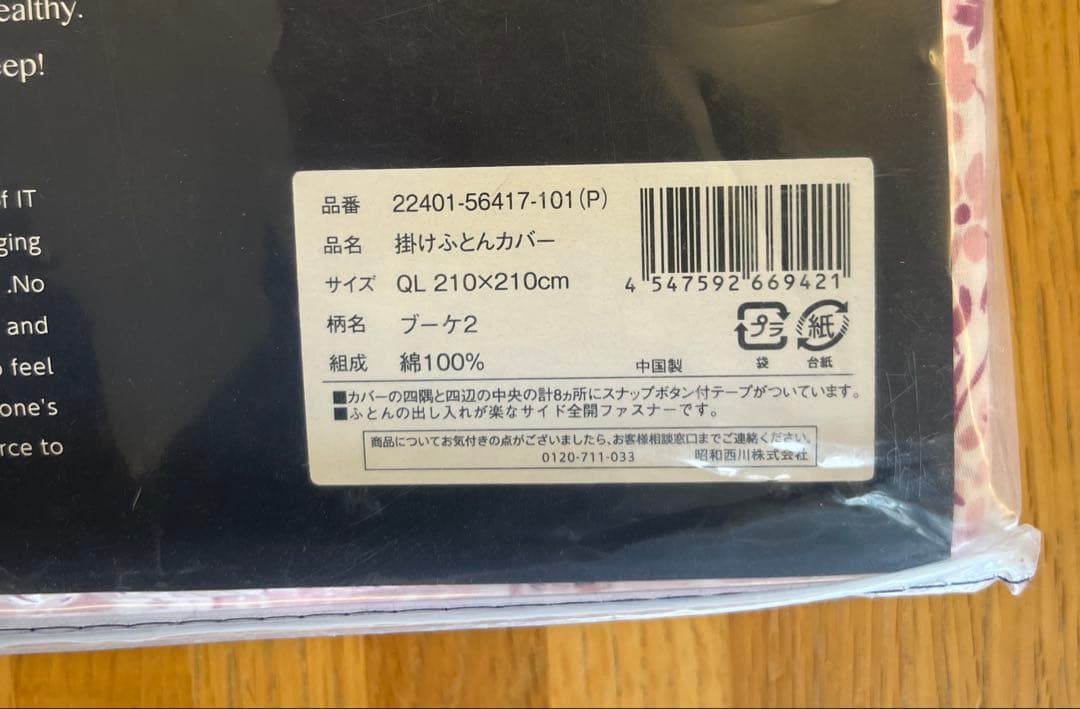 ealthy.
eep!
f IT
ging
.No
and
feel
one's
rce to
品番 22401-56417-101(P)
品名 掛けふとんカバー
サイズ QL 210×210cm
柄名 ブーケ2
組成 綿100%
中国製
4 547592 669421
プラ 紙
袋 台紙
■カバーの四隅と四辺の中央の計8ヵ所にスナップボタン付テープがついています。
■ふとんの出し入れが楽なサイド全開ファスナーです。
商品についてお気付きの点がございましたら、お客様相談窓口までご連絡ください。
0120-711-033 昭和西川株式会社